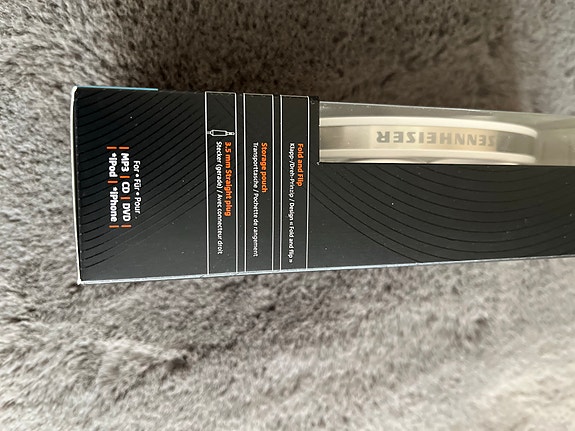 SENNHEISER
Fold and Flip
Klapp-/Dreh-Prinzip / Design « Fold and flip »
Storage pouch
Transporttasche / Pochette de rangement
3.5 mm Straight plug
Stecker (gerade) / Avec connecteur droit
For • Für • Pour
| MP3 | CD | DVD |
| *iPod | *iPhone |